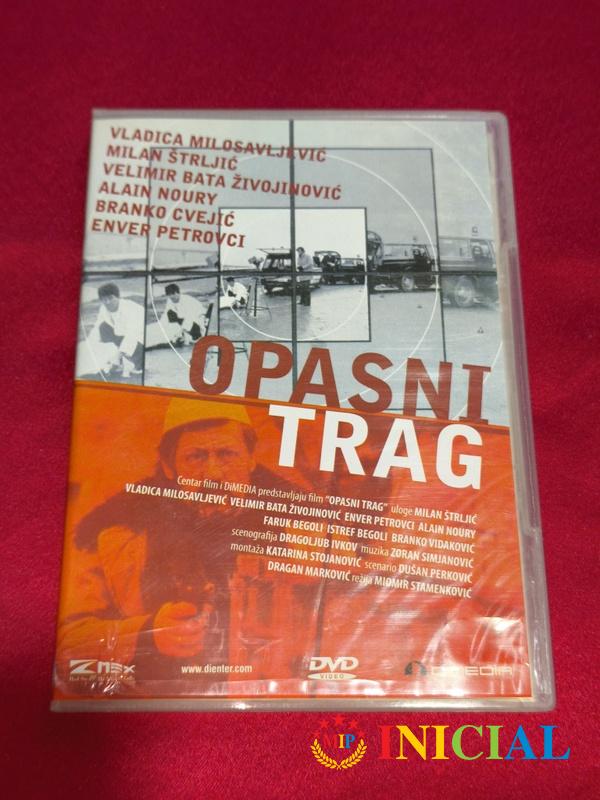 VLADICA MILOSAVLJEVIĆ
MILAN ŠTRLJIĆ
VELIMIR BATA ŽIVOJINOVIĆ
ALAIN NOURY
BRANKO CVEJIĆ
ENVER PETROVCI
OPASNI
TRAG
Centar film i DiMEDIA predstavljaju film "OPASNI TRAG" uloge MILAN ŠTRLJIĆ
VLADICA MILOSAVLJEVIĆ VELIMIR BATA ŽIVOJINOVIĆ ENVER PETROVCI ALAIN NOURY
FARUK BEGOLI ISTREF BEGOLI BRANKO VIDAKOVIĆ
scenografija DRAGOLJUB IVKOV muzika ZORAN SIMJANOVIĆ
montaža KATARINA STOJANOVIĆ scenario DUŠAN PERKOVIĆ
DRAGAN MARKOVIĆ režija MIOMIR STAMENKOVIĆ
www.dienter.com
DVD
VIDEO
DIMEDIA
MIP
INICIAL